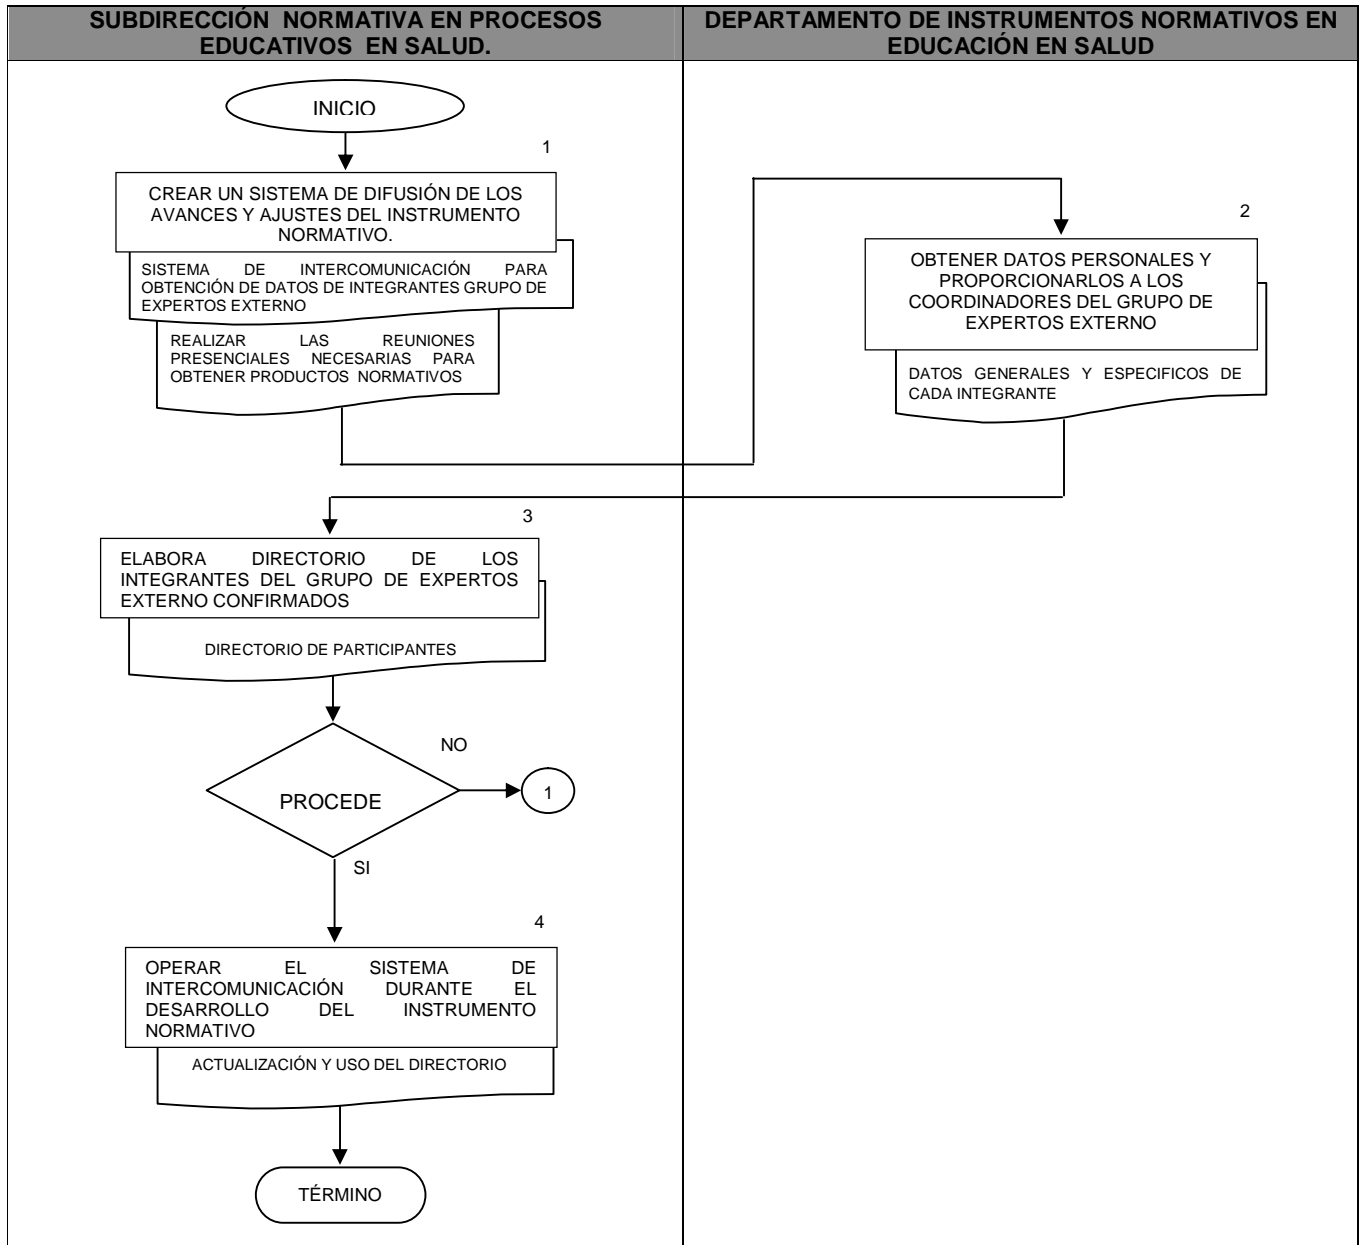 SUBDIRECCIÓN NORMATIVA EN PROCESOS
EDUCATIVOS EN SALUD.
DEPARTAMENTO DE INSTRUMENTOS NORMATIVOS EN
EDUCACIÓN EN SALUD
INICIO
1
CREAR UN SISTEMA DE DIFUSIÓN DE LOS
AVANCES Y AJUSTES DEL INSTRUMENTO
NORMATIVO.
SISTEMA DE INTERCOMUNICACIÓN PARA
OBTENCIÓN DE DATOS DE INTEGRANTES GRUPO DE
EXPERTOS EXTERNO
REALIZAR LAS REUNIONES
PRESENCIALES NECESARIAS PARA
OBTENER PRODUCTOS NORMATIVOS
2
OBTENER DATOS PERSONALES Y
PROPORCIONARLOS A LOS
COORDINADORES DEL GRUPO DE
EXPERTOS EXTERNO
DATOS GENERALES Y ESPECIFICOS DE
CADA INTEGRANTE
3
ELABORA DIRECTORIO DE LOS
INTEGRANTES DEL GRUPO DE EXPERTOS
EXTERNO CONFIRMADOS
DIRECTORIO DE PARTICIPANTES
NO
PROCEDE
1
SI
4
OPERAR EL SISTEMA DE
INTERCOMUNICACIÓN DURANTE EL
DESARROLLO DEL INSTRUMENTO
NORMATIVO
ACTUALIZACIÓN Y USO DEL DIRECTORIO
TÉRMINO